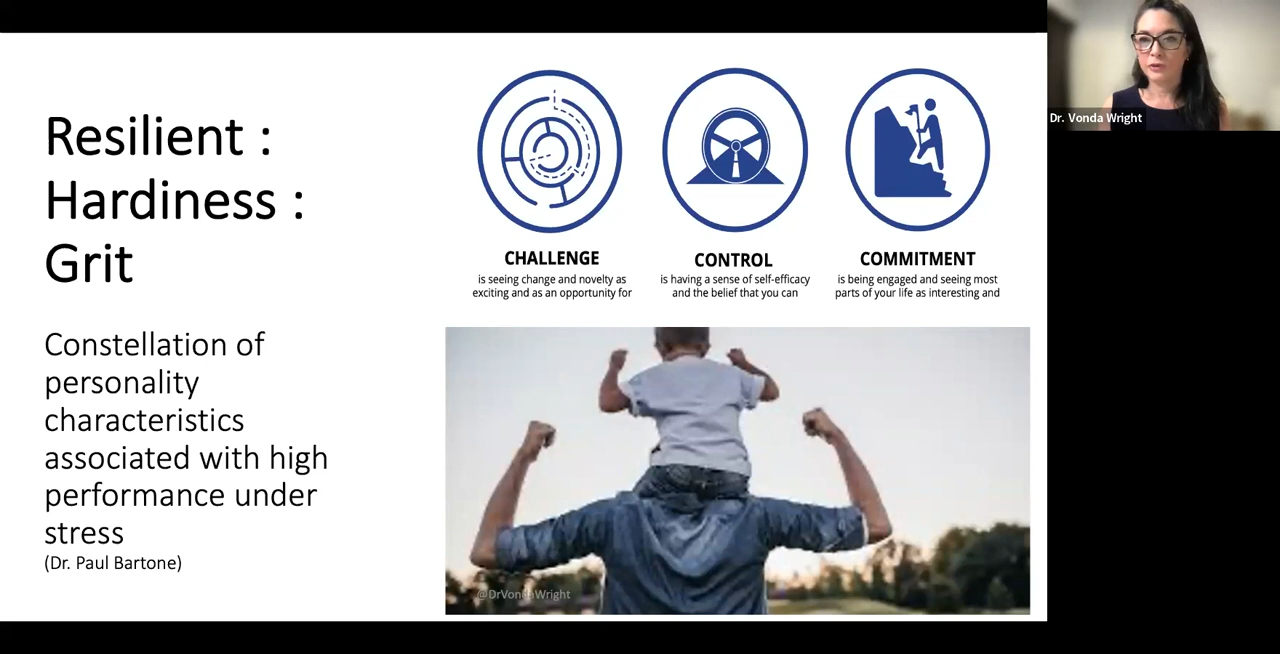 Resilient :
Hardiness :
Grit
Constellation of
personality
characteristics
associated with high
performance under
stress
(Dr. Paul Bartone)
CHALLENGE
is seeing change and novelty as
exciting and as an opportunity for
CONTROL
is having a sense of self-efficacy
and the belief that you can
COMMITMENT
is being engaged and seeing most
parts of your life as interesting and
@DrVondaWright
Dr. Vonda Wright